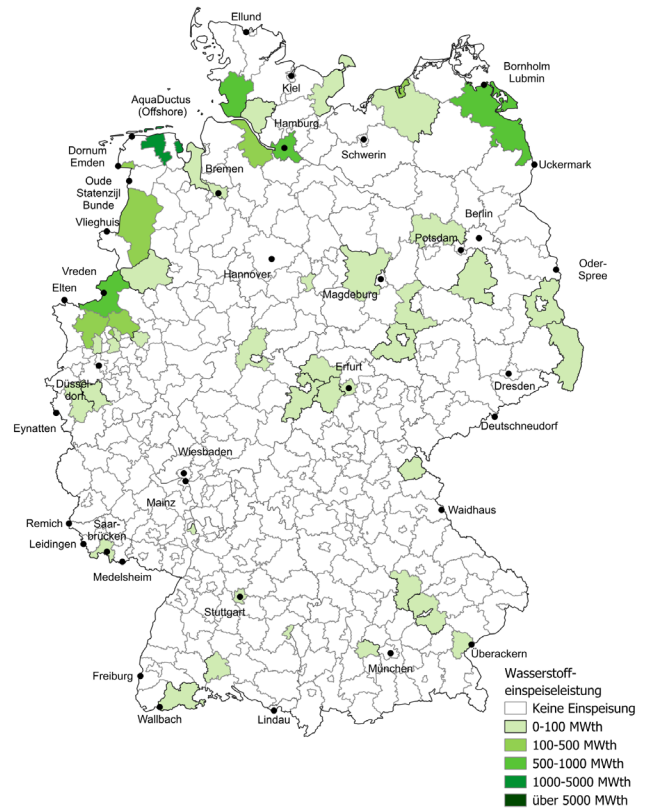 Ellund
Kiel
Bornholm
Lubmin
AquaDuctus
(Offshore)
Hamburg
Schwerin
Dornum
Emden
Bremen
Uckermark
Oude
Statenzijl
Bunde
Vlieghuis
Berlin
Potsdam
Vreden
Hannover
Oder-
Spree
Elten
Magdeburg
Erfurt
Düssel-
dorf
Dresden
Eynatten
Deutschneudorf
Wiesbaden
Mainz
Remich
Saar-
brücken
Waidhaus
Leidingen
Medelsheim
Stuttgart
Überackern
München
Freiburg
Wallbach
Lindau
Wasserstoff-
einspeiseleistung
Keine Einspeisung
0-100 MWth
100-500 MWth
500-1000 MWth
1000-5000 MWth
über 5000 MWth